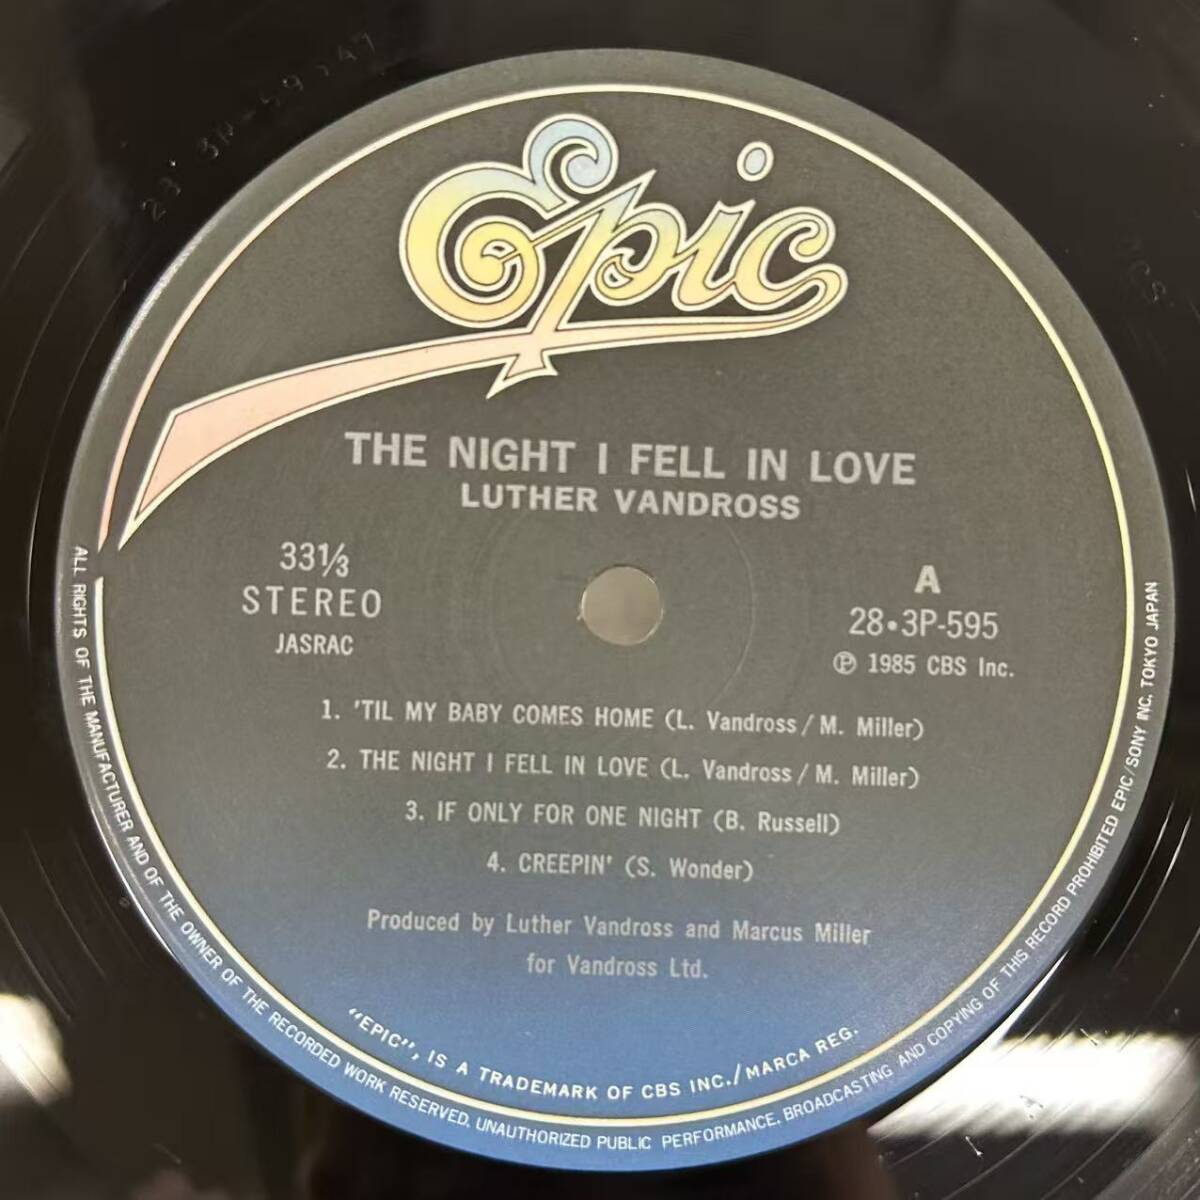 Epic
THE NIGHT I FELL IN LOVE
LUTHER VANDROSS
33⅓
STEREO
JASRAC
A
28•3P-595
Ⓟ 1985 CBS Inc.
1. 'TIL MY BABY COMES HOME (L. Vandross / M. Miller)
2. THE NIGHT I FELL IN LOVE (L. Vandross / M. Miller)
3. IF ONLY FOR ONE NIGHT (B. Russell)
4. CREEPIN' (S. Wonder)
Produced by Luther Vandross and Marcus Miller
for Vandross Ltd.
"EPIC", IS A TRADEMARK OF CBS INC./MARCA REG.
ALL RIGHTS OF THE MANUFACTURER AND OF THE OWNER OF THE RECORDED WORK RESERVED. UNAUTHORIZED PUBLIC PERFORMANCE, BROADCASTING AND COPYING OF THIS RECORD PROHIBITED EPIC/SONY INC. TOKYO JAPAN